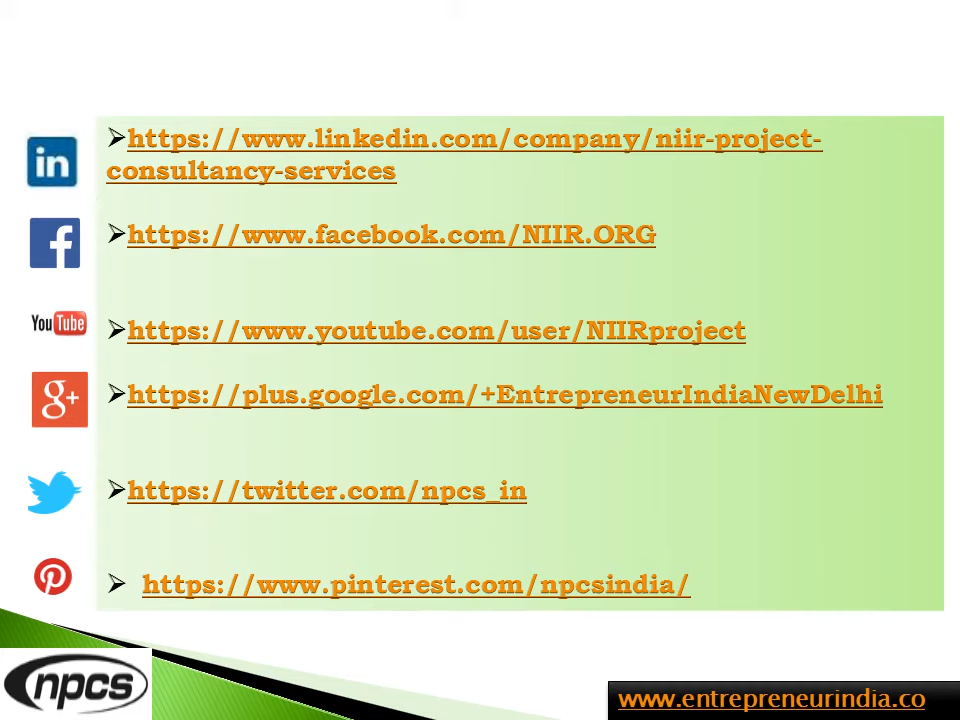 in
➢https://www.linkedin.com/company/niir-project-
consultancy-services
f
➢https://www.facebook.com/NIIR.ORG
YouTube
➢https://www.youtube.com/user/NIIRproject
g+
➢https://plus.google.com/+EntrepreneurIndiaNewDelhi
➢https://twitter.com/npcs_in
➢ https://www.pinterest.com/npcsindia/
npcs
www.entrepreneurindia.co